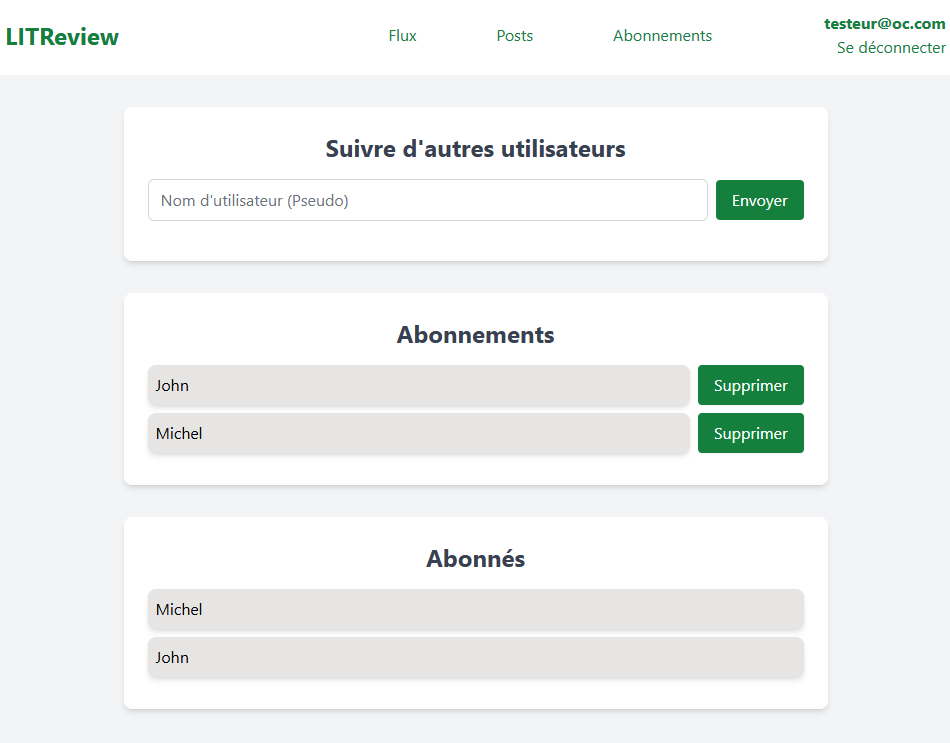 LITReview
Flux
Posts
Abonnements
testeur@oc.com
Se déconnecter
Suivre d'autres utilisateurs
Nom d'utilisateur (Pseudo)
Envoyer
Abonnements
John
Supprimer
Michel
Supprimer
Abonnés
Michel
John